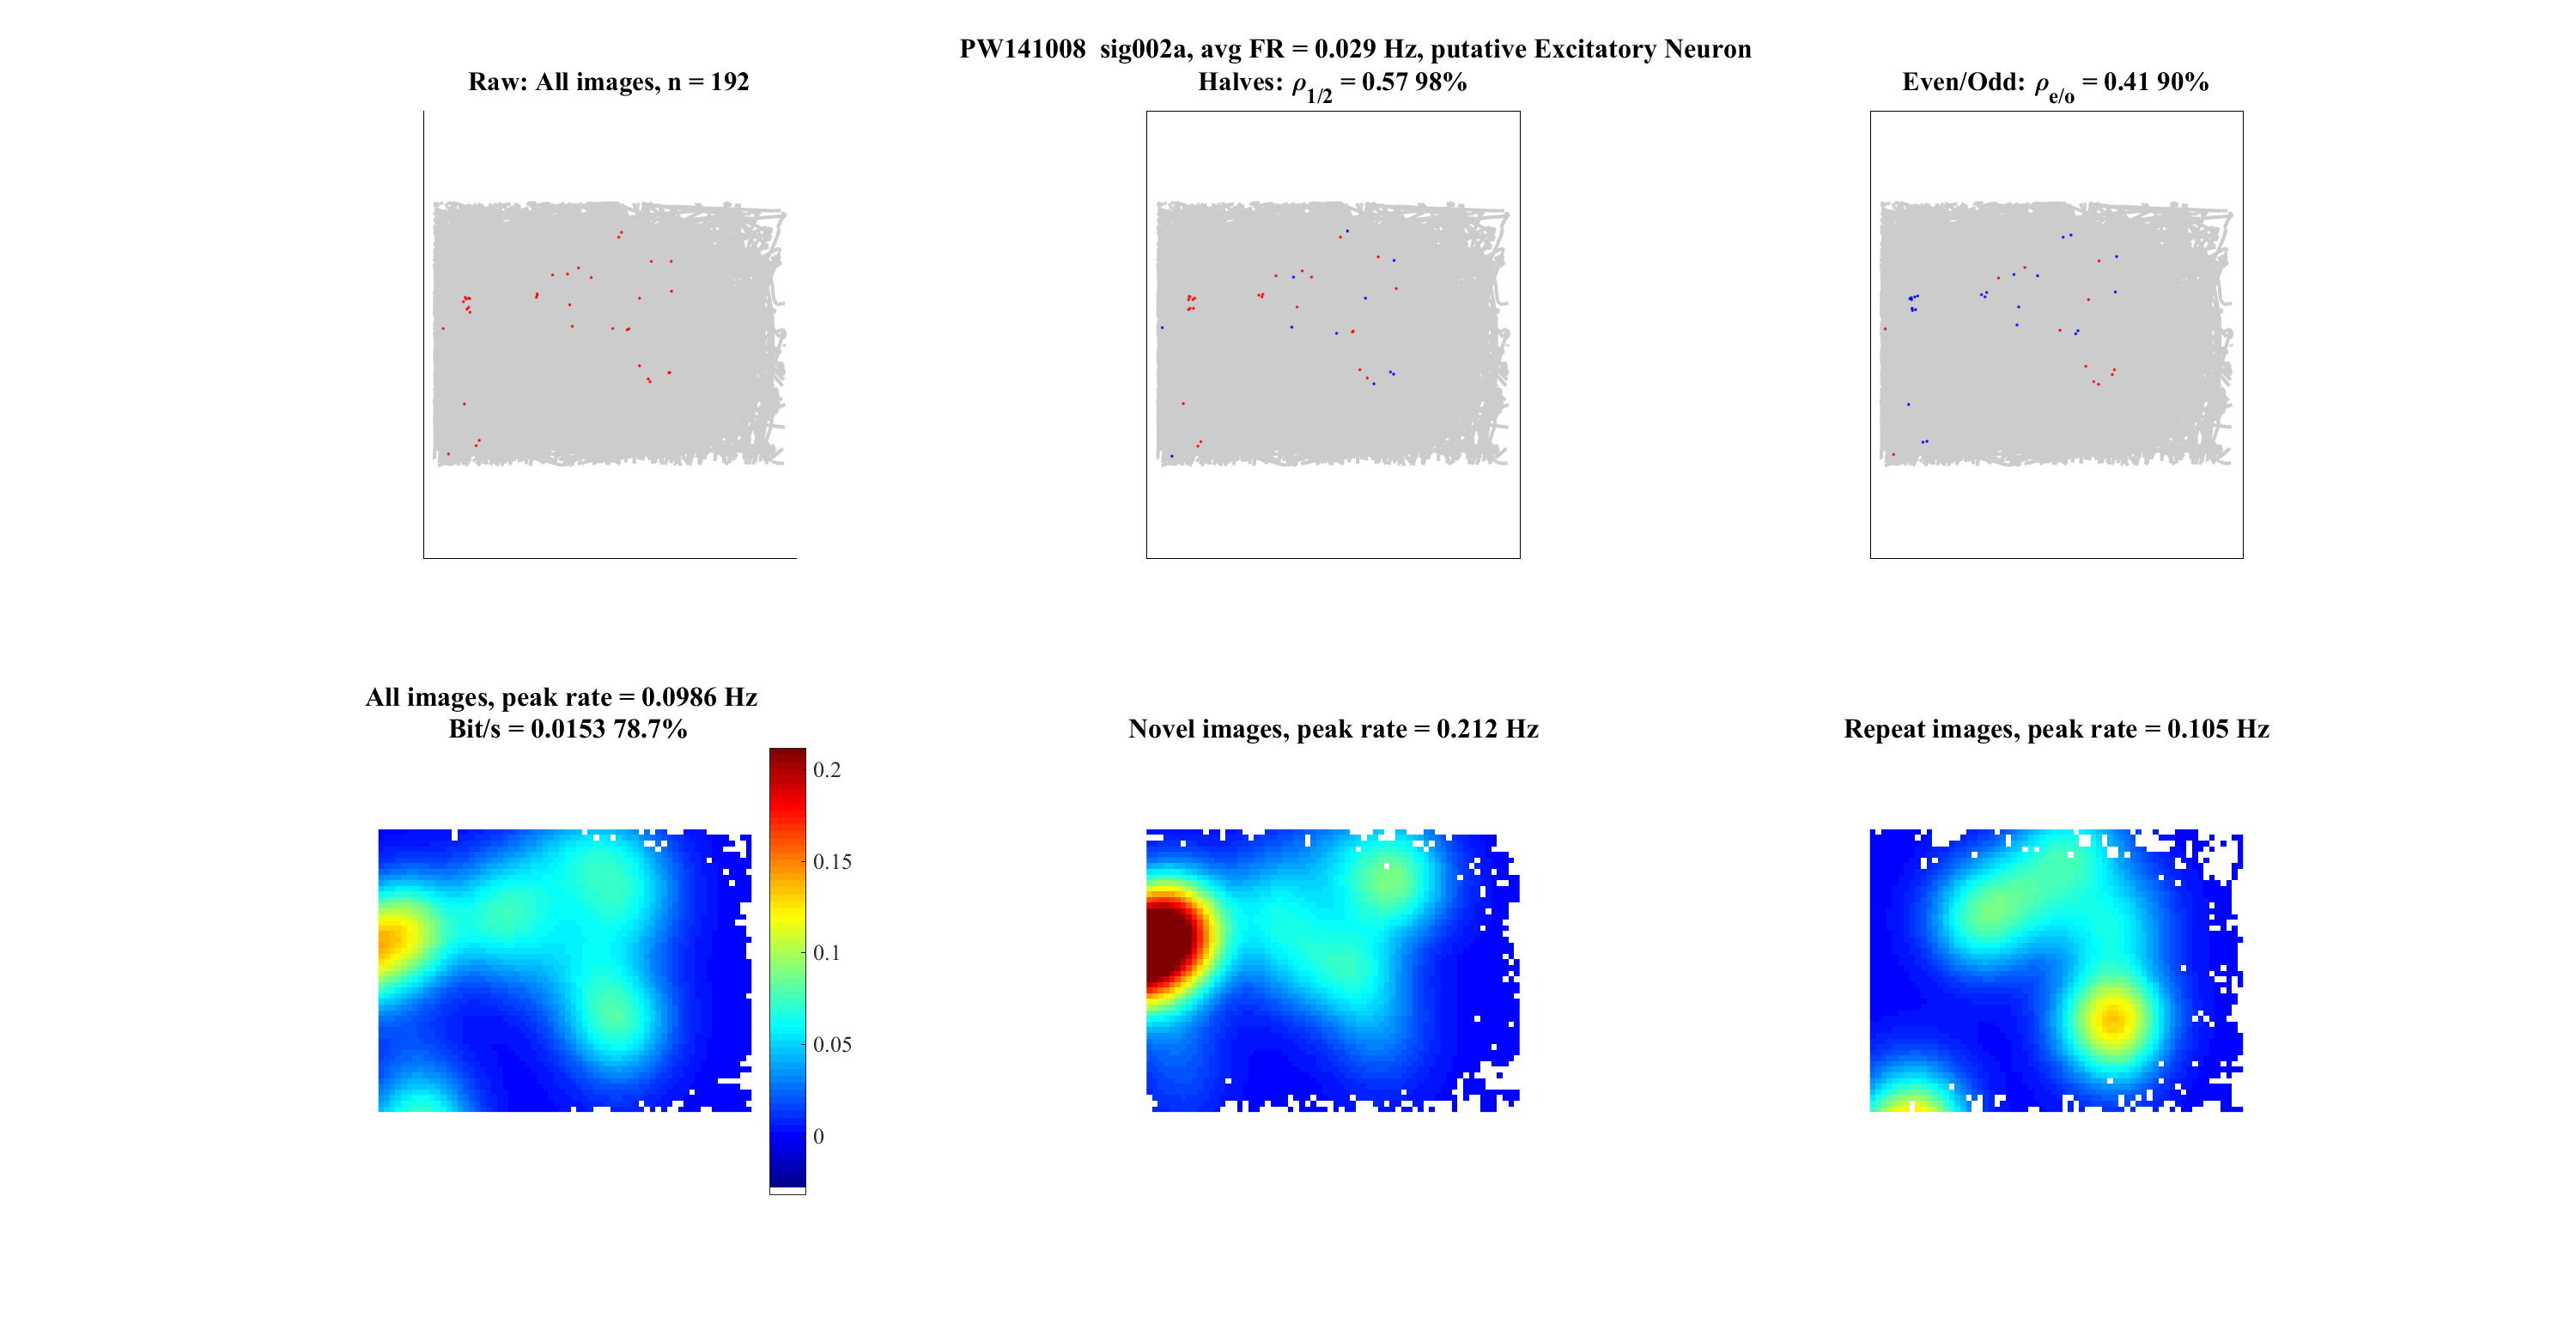 PW141008  sig002a, avg FR = 0.029 Hz, putative Excitatory Neuron
Raw: All images, n = 192
Halves: ρ1/2 = 0.57 98%
Even/Odd: ρe/o = 0.41 90%
All images, peak rate = 0.0986 Hz
Bit/s = 0.0153 78.7%
Novel images, peak rate = 0.212 Hz
Repeat images, peak rate = 0.105 Hz
0.2
0.15
0.1
0.05
0